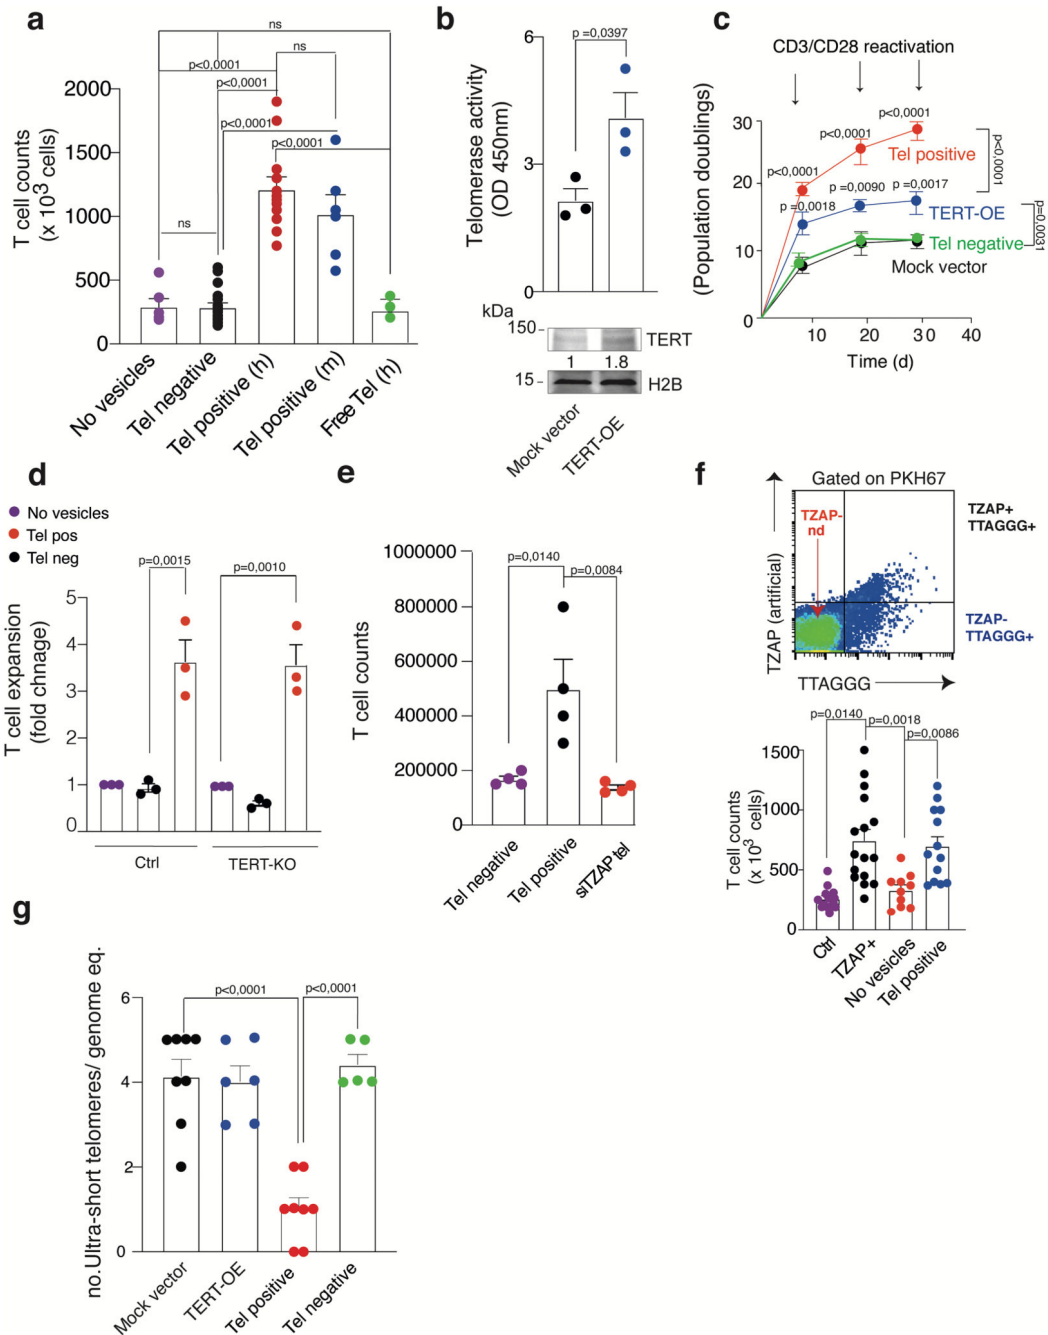 a
ns
ns
p<0,0001
p<0,0001
p<0,0001
p<0,0001
ns
T cell counts
(x 10³ cells)
2000
1500
1000
500
0
No vesicles
Tel negative
Tel positive (h)
Tel positive (m)
Free Tel (h)
b
p =0,0397
Telomerase activity
(OD 450nm)
6
3
0
kDa
150
TERT
1 1.8
15
H2B
Mock vector
TERT-OE
c
CD3/CD28 reactivation
(Population doublings)
30
20
10
0
p<0,0001
p<0,0001
p<0,0001
Tel positive
p<0,0001
p =0,0018
p =0,0090
p =0,0017
TERT-OE
Tel negative
Mock vector
p=0,0031
10 20 30 40
Time (d)
d
No vesicles
Tel pos
Tel neg
p=0,0015
p=0,0010
T cell expansion
(fold chnage)
5
4
3
2
1
0
Ctrl
TERT-KO
e
T cell counts
1000000
800000
600000
400000
200000
0
p=0,0140
p=0,0084
Tel negative
Tel positive
siTZAP tel
f
Gated on PKH67
TZAP (artificial)
TZAP-
nd
TZAP+
TTAGGG+
TZAP-
TTAGGG+
TTAGGG
p=0,0140
p=0,0018
p=0,0086
T cell counts
(x 10³ cells)
1500
1000
500
0
Ctrl
TZAP+
No vesicles
Tel positive
g
no.Ultra-short telomeres/ genome eq.
6
4
2
0
p<0,0001
p<0,0001
Mock vector
TERT-OE
Tel positive
Tel negative